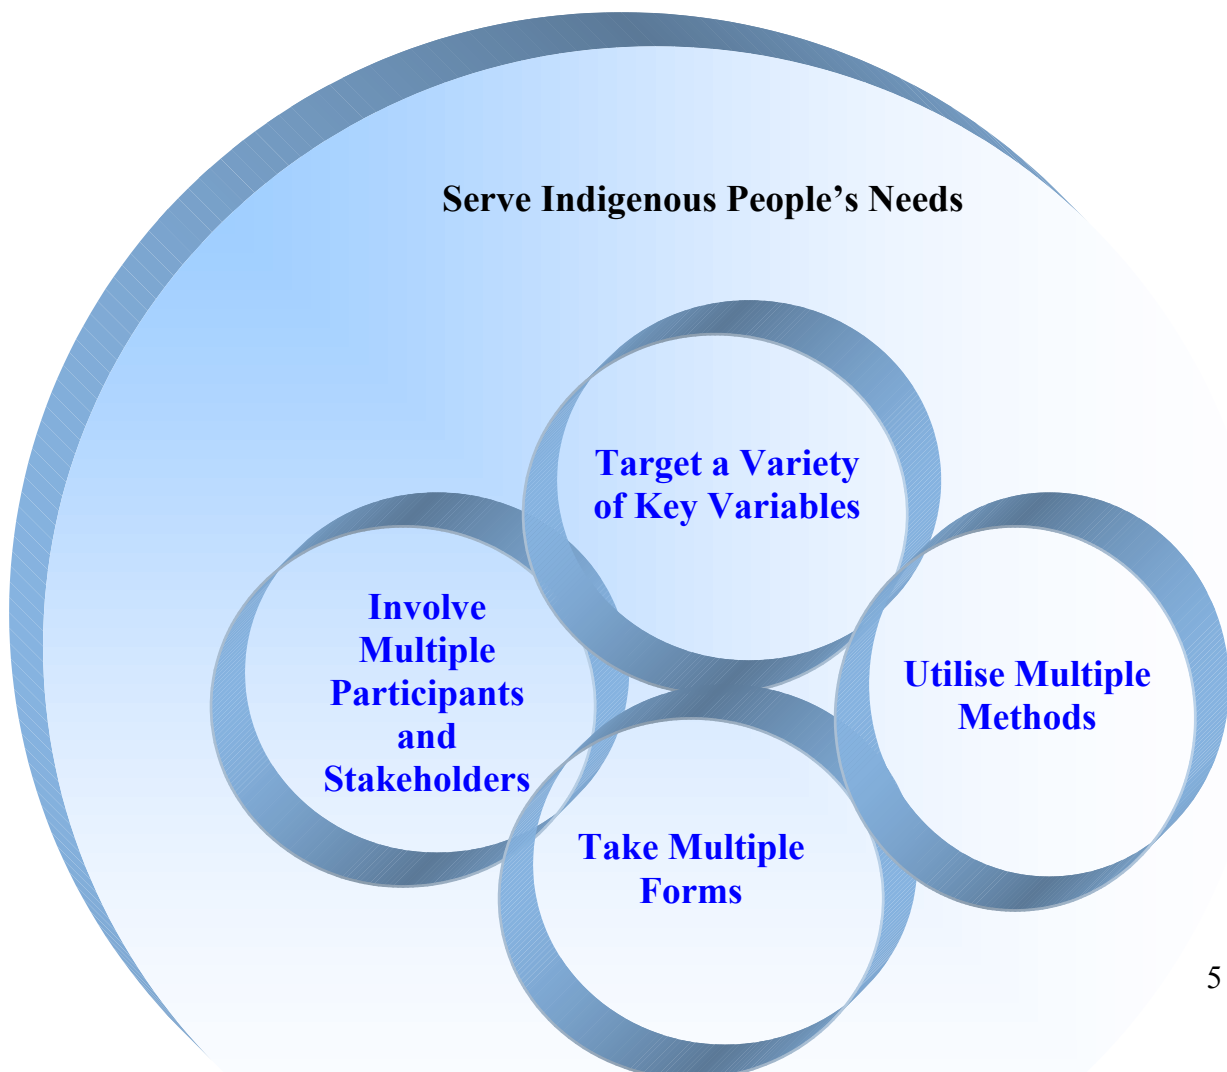 Serve Indigenous People’s Needs
Target a Variety
of Key Variables
Involve
Multiple
Participants
and
Stakeholders
Utilise Multiple
Methods
Take Multiple
Forms
5